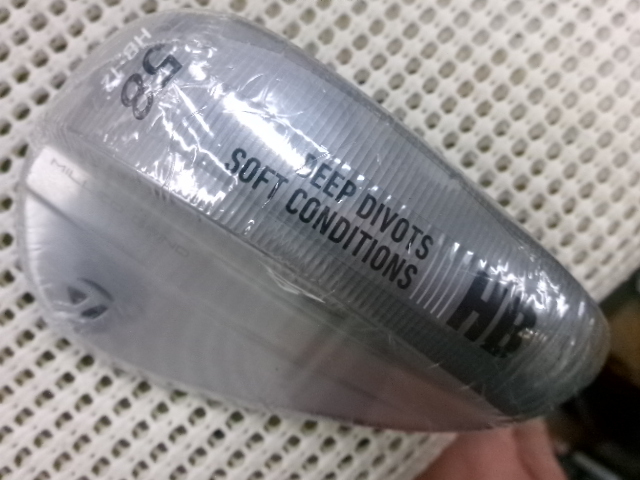 HB-12
58
DEEP DIVOTS
SOFT CONDITIONS
HB